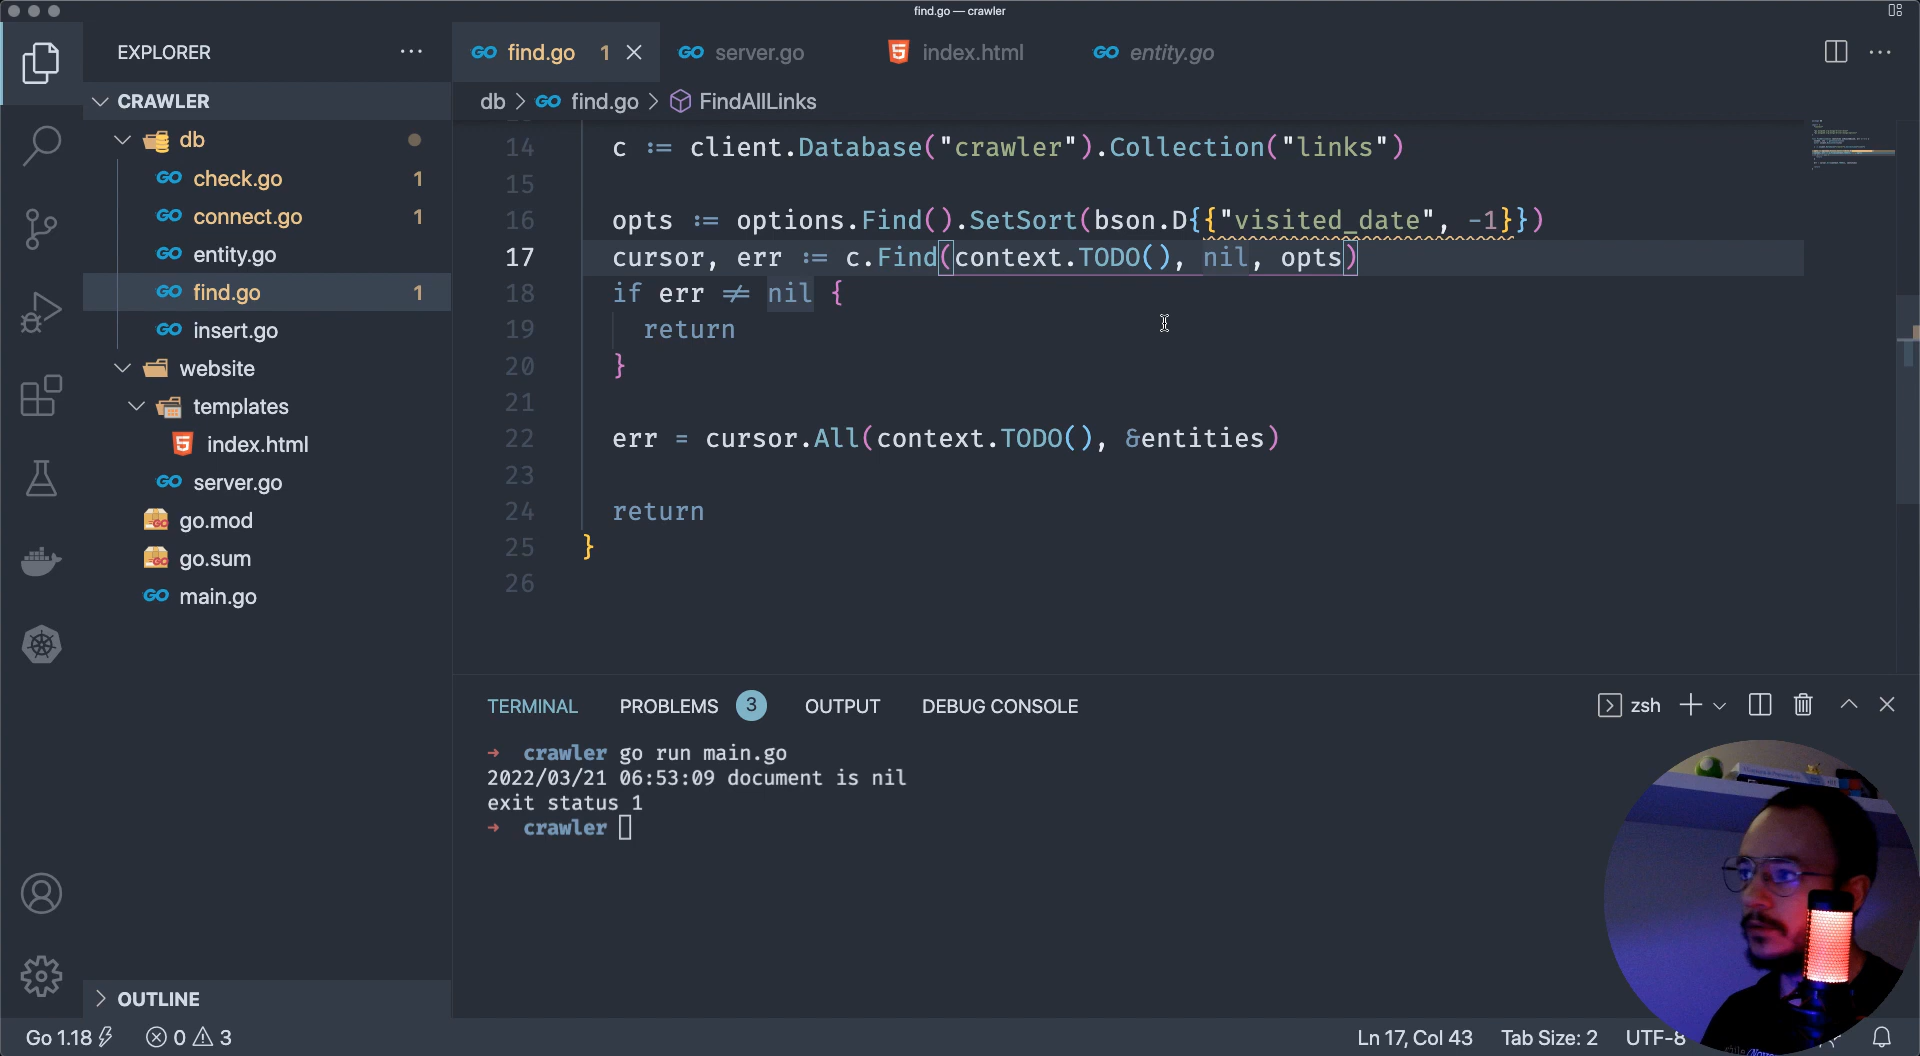 find.go — crawler
EXPLORER
CRAWLER
db
check.go 1
connect.go 1
entity.go
find.go 1
insert.go
website
templates
index.html
server.go
go.mod
go.sum
main.go
OUTLINE
GO find.go 1
GO server.go
5 index.html
GO entity.go
db > GO find.go > FindAllLinks
14 c := client.Database("crawler").Collection("links")
15
16 opts := options.Find().SetSort(bson.D{{"visited_date", -1}})
17 cursor, err := c.Find(context.TODO(), nil, opts)
18 if err ≠ nil {
19 return
20 }
21
22 err = cursor.All(context.TODO(), &entities)
23
24 return
25 }
26
TERMINAL PROBLEMS 3 OUTPUT DEBUG CONSOLE
zsh
➜ crawler go run main.go
2022/03/21 06:53:09 document is nil
exit status 1
➜ crawler
Go 1.18 0 3
Ln 17, Col 43 Tab Size: 2 UTF-8